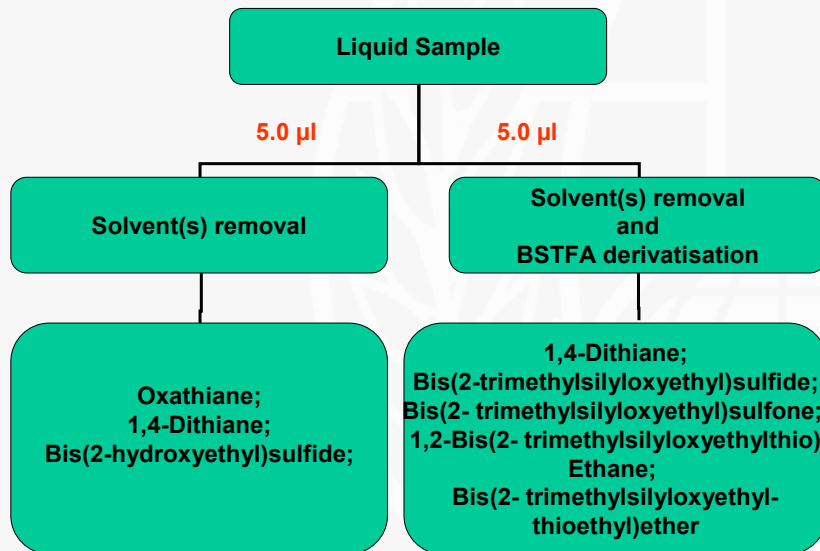 Liquid Sample
5.0 µl
5.0 µl
Solvent(s) removal
Solvent(s) removal
and
BSTFA derivatisation
Oxathiane;
1,4-Dithiane;
Bis(2-hydroxyethyl)sulfide;
1,4-Dithiane;
Bis(2-trimethylsilyloxyethyl)sulfide;
Bis(2- trimethylsilyloxyethyl)sulfone;
1,2-Bis(2- trimethylsilyloxyethylthio)
Ethane;
Bis(2- trimethylsilyloxyethyl-
thioethyl)ether